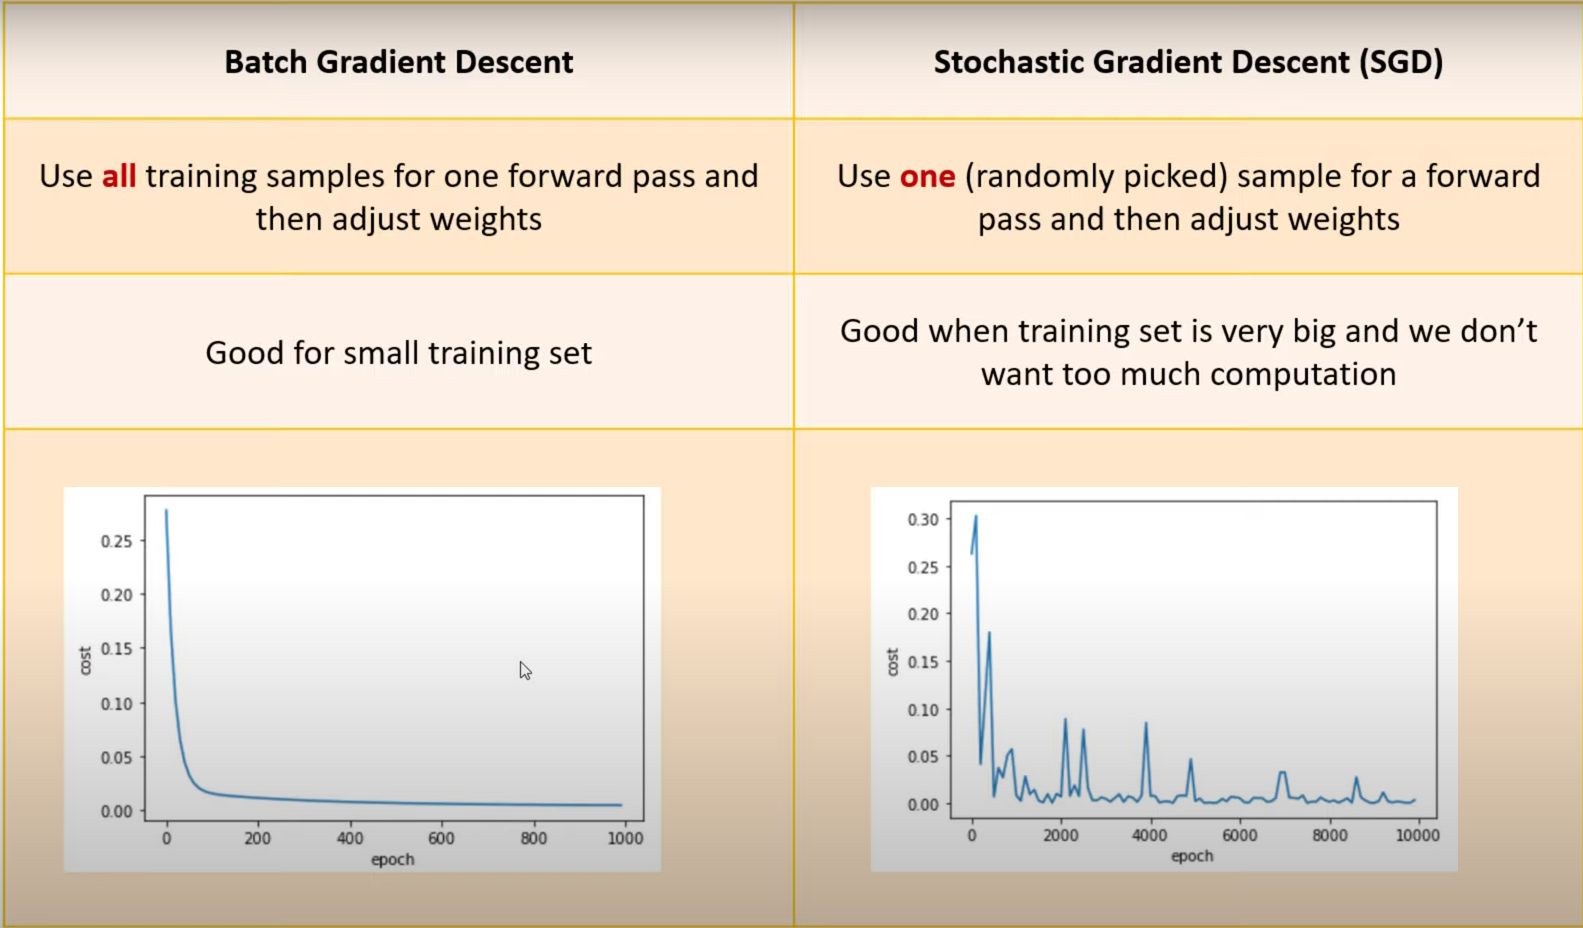 Batch Gradient Descent
Stochastic Gradient Descent (SGD)
Use all training samples for one forward pass and
then adjust weights
Use one (randomly picked) sample for a forward
pass and then adjust weights
Good for small training set
Good when training set is very big and we don’t
want too much computation
0.25
0.20
0.15
0.10
0.05
0.00
cost
0 200 400 600 800 1000
epoch
0.30
0.25
0.20
0.15
0.10
0.05
0.00
cost
0 2000 4000 6000 8000 10000
epoch